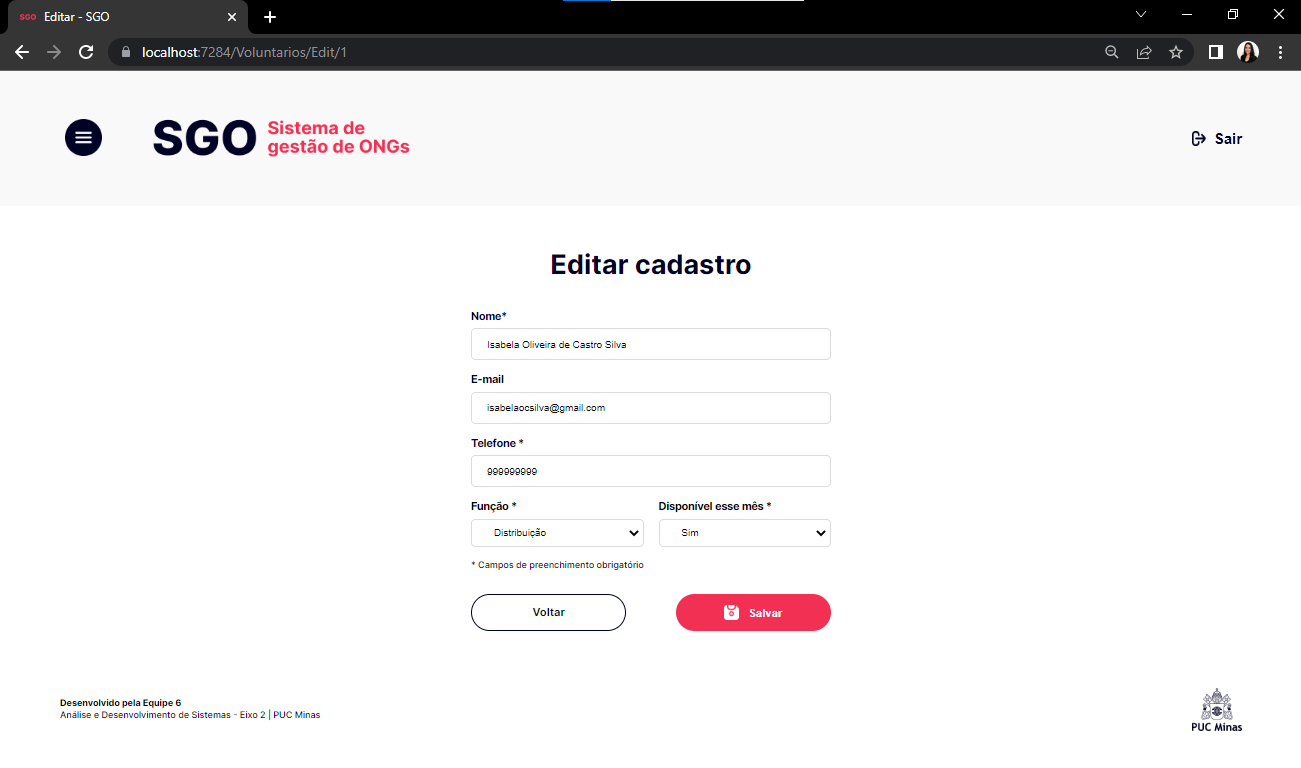 SGO Editar - SGO
localhost:7284/Voluntarios/Edit/1
SGO Sistema de
gestão de ONGs
Sair
Editar cadastro
Nome*
Isabela Oliveira de Castro Silva
E-mail
isabelaocsilva@gmail.com
Telefone *
999999999
Função * Disponível esse mês *
Distribuição Sim
* Campos de preenchimento obrigatório
Voltar Salvar
Desenvolvido pela Equipe 6
Análise e Desenvolvimento de Sistemas - Eixo 2 | PUC Minas
PUC Minas